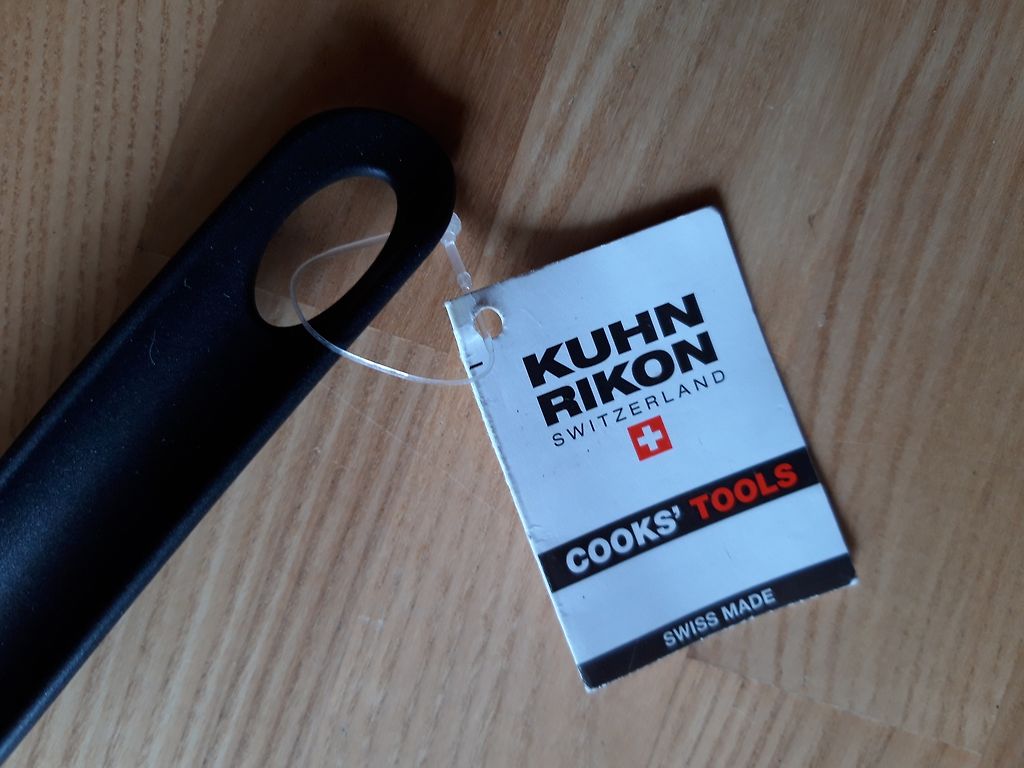 KUHN
RIKON
SWITZERLAND
COOKS' TOOLS
SWISS MADE